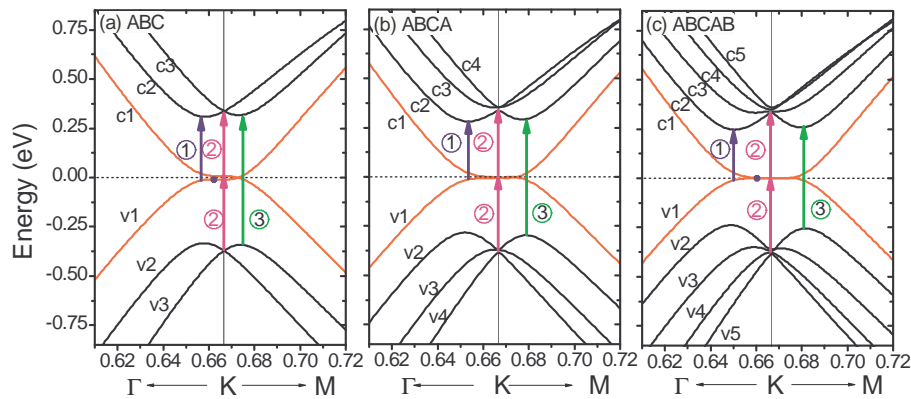 (a) ABC
(b) ABCA
(c) ABCAB
Energy (eV)
0.75
0.50
0.25
0.00
-0.25
-0.50
-0.75
c3
c2
c1
v1
v2
v3
①
②
②
③
c4
c3
c2
c1
v1
v2
v3
v4
①
②
②
③
c5
c4
c3
c2
c1
v1
v2
v3
v4
v5
①
②
②
③
0.62 0.64 0.66 0.68 0.70 0.72
0.62 0.64 0.66 0.68 0.70 0.72
0.62 0.64 0.66 0.68 0.70 0.72
Γ ← K → M
Γ ← K → M
Γ ← K → M